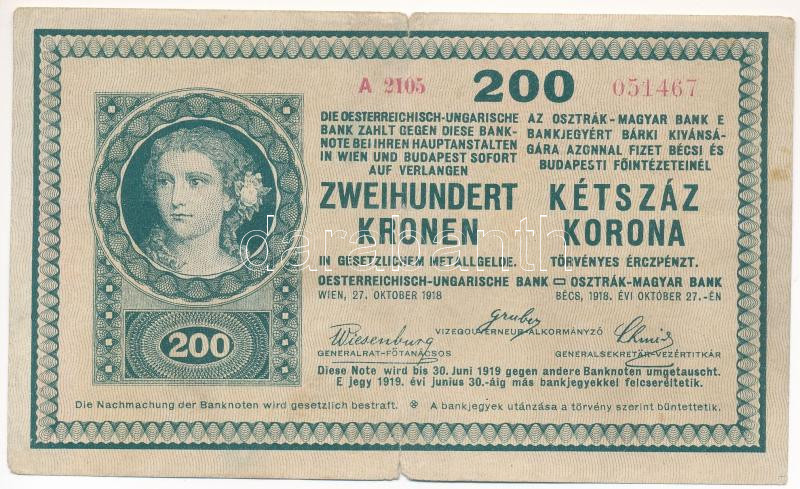 A 2105 200 051467
DIE OESTERREICHISCH-UNGARISCHE
BANK ZAHLT GEGEN DIESE BANK-
NOTE BEI IHREN HAUPTANSTALTEN
IN WIEN UND BUDAPEST SOFORT
AUF VERLANGEN
ZWEIHUNDERT
KRONEN
IN GESETZLICHEM METALLGELDE.
OESTERREICHISCH-UNGARISCHE BANK
WIEN, 27. OKTOBER 1918
AZ OSZTRÁK-MAGYAR BANK E
BANKJEGYÉRT BÁRKI KIVÁNSÁ-
GÁRA AZONNAL FIZET BÉCSI ÉS
BUDAPESTI FŐINTÉZETEINÉL
KÉTSZÁZ
KORONA
TÖRVÉNYES ÉRCZPÉNZT.
OSZTRÁK-MAGYAR BANK
BÉCS, 1918. ÉVI OKTÓBER 27.-ÉN
Gruber
VIZEGOUVERNEUR-ALKORMÁNYZÓ
Wiesenburg
GENERALRAT-FŐTANÁCSOS
Schmid
GENERALSEKRETÄR-VEZÉRTITKÁR
200
Diese Note wird bis 30. Juni 1919 gegen andere Banknoten umgetauscht.
E jegy 1919. évi junius 30.-áig más bankjegyekkel felcseréltetik.
Die Nachmachung der Banknoten wird gesetzlich bestraft. A bankjegyek utánzása a törvény szerint büntettetik.
darabanth